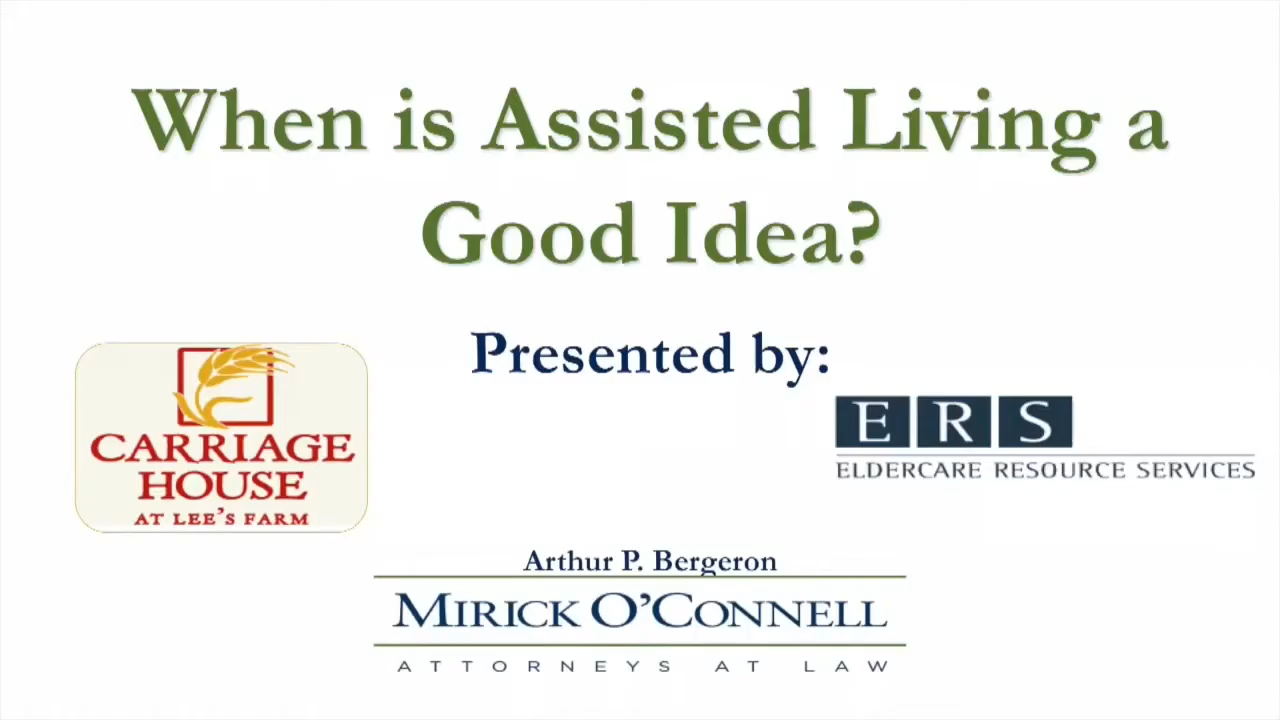 When is Assisted Living a
Good Idea?
Presented by:
CARRIAGE
HOUSE
AT LEE'S FARM
E R S
ELDERCARE RESOURCE SERVICES
Arthur P. Bergeron
MIRICK O'CONNELL
ATTORNEYS AT LAW